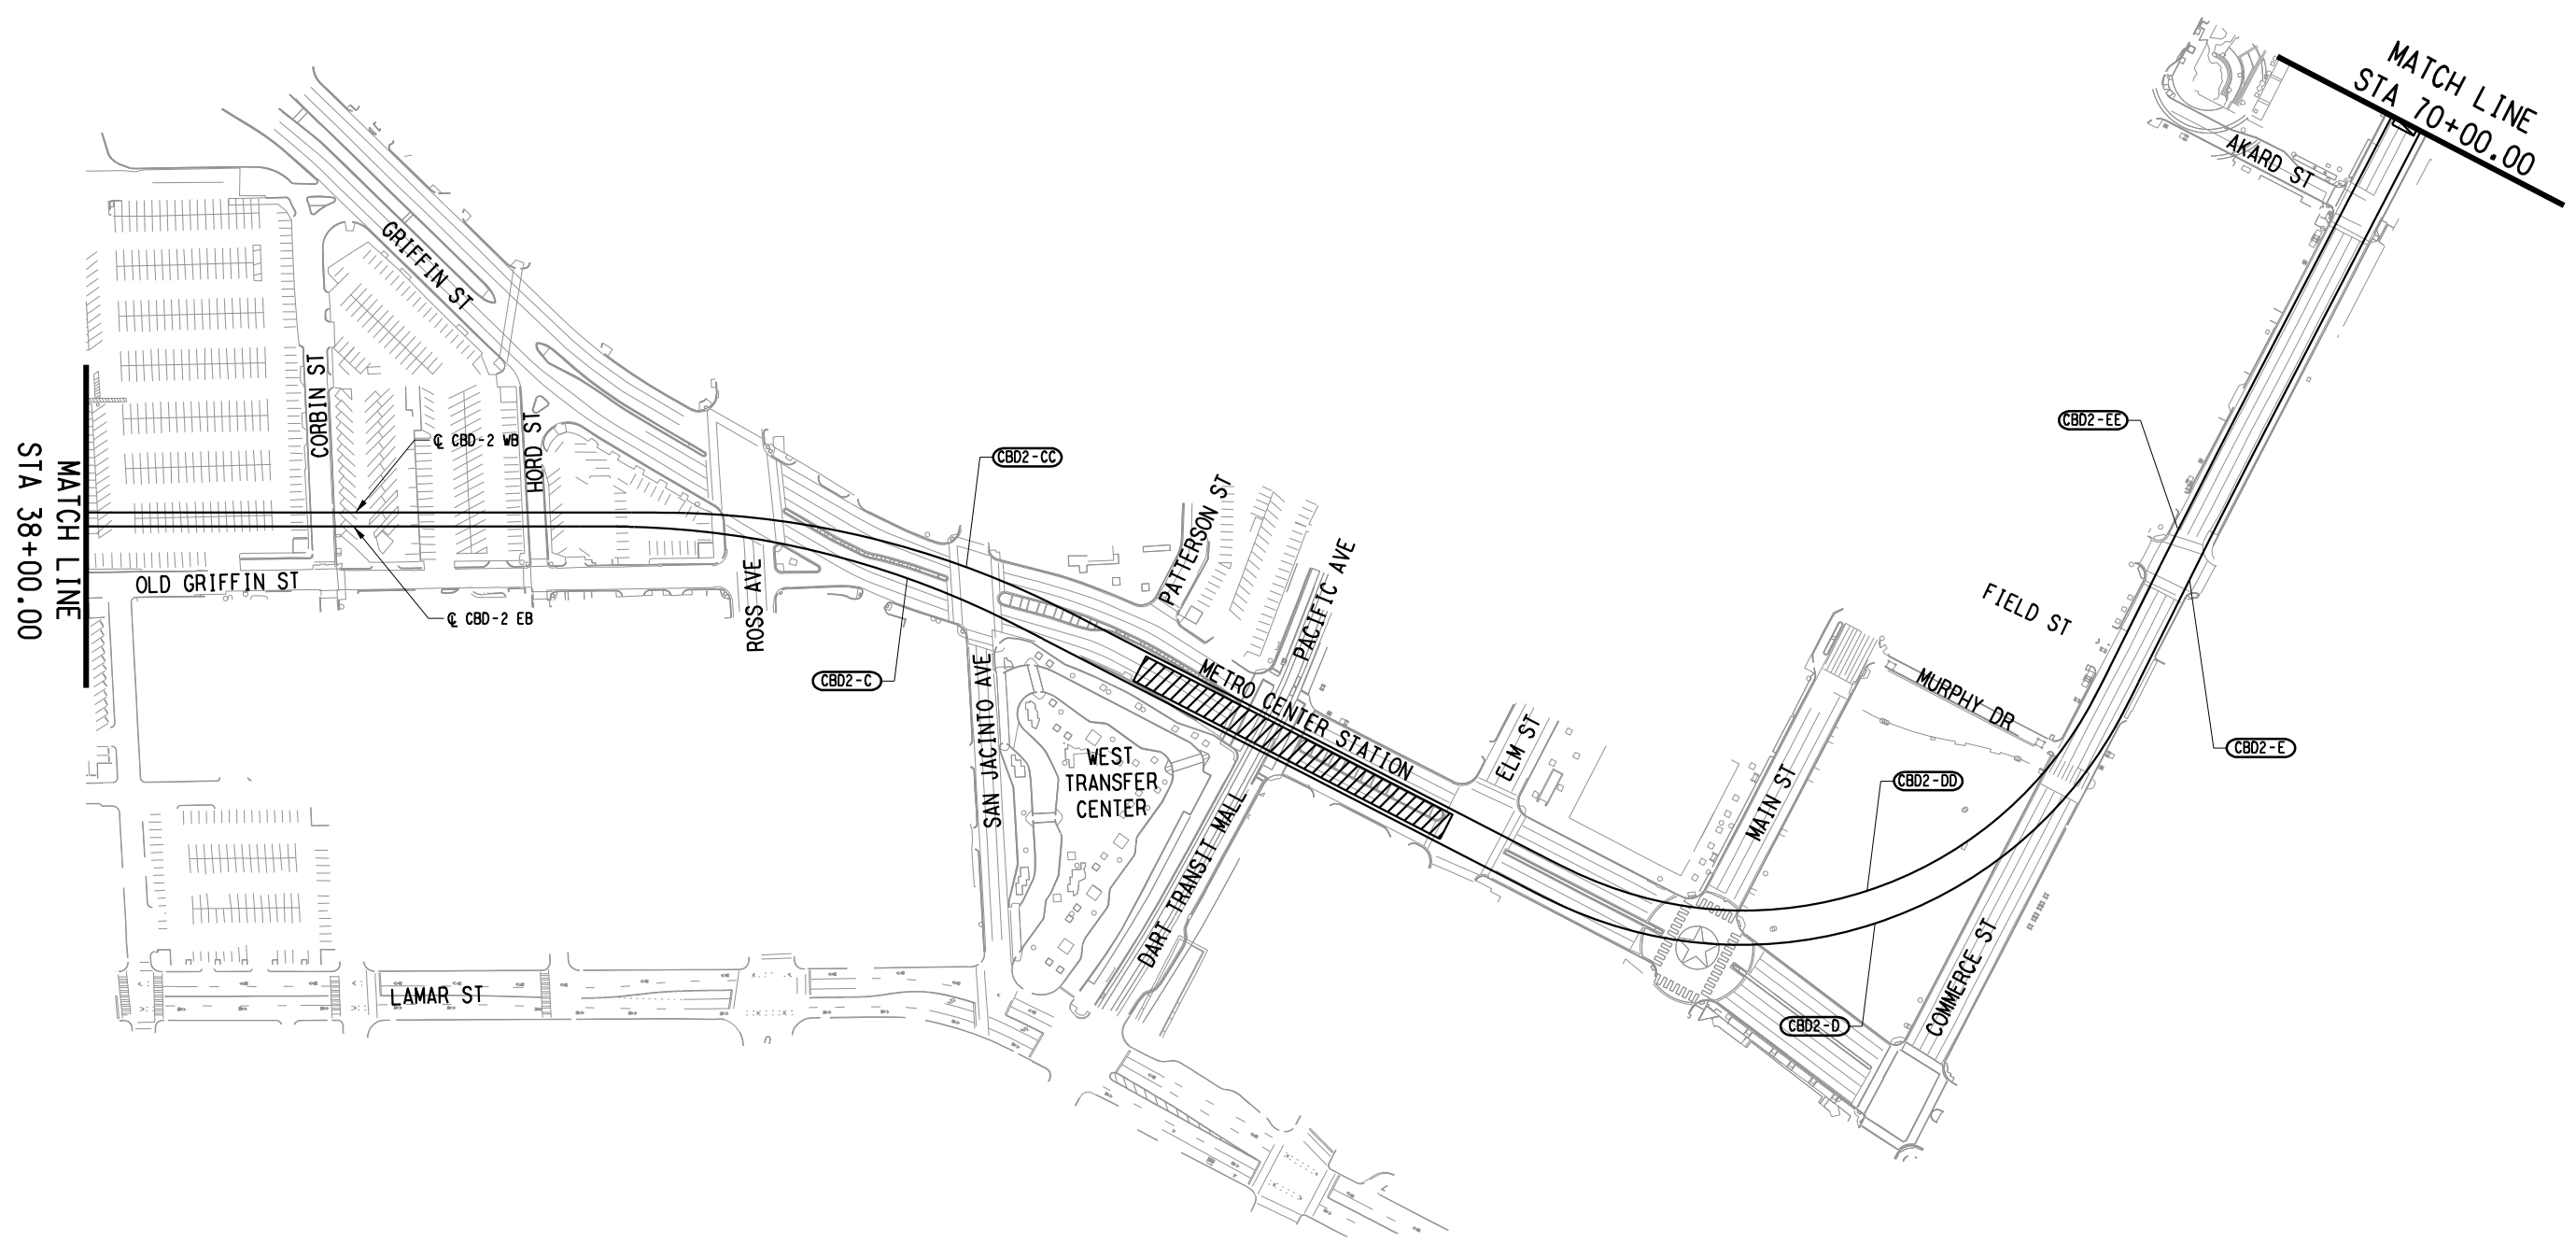 MATCH LINE
STA 70+00.00
AKARD ST
GRIFFIN ST
CORBIN ST
HORD ST
℄ CBD-2 WB
MATCH LINE
STA 38+00.00
OLD GRIFFIN ST
℄ CBD-2 EB
ROSS AVE
CBD2-CC
CBD2-C
PATTERSON ST
PACIFIC AVE
METRO CENTER STATION
SAN JACINTO AVE
WEST
TRANSFER
CENTER
DART TRANSIT MALL
ELM ST
MAIN ST
MURPHY DR
FIELD ST
CBD2-EE
CBD2-E
CBD2-DD
CBD2-D
COMMERCE ST
LAMAR ST